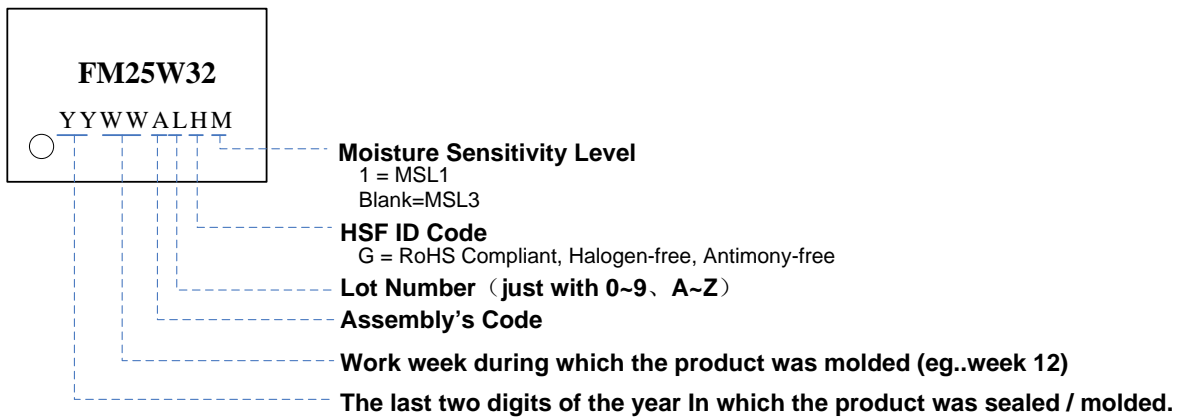 FM25W32
YYWWALHM
Moisture Sensitivity Level
1 = MSL1
Blank=MSL3
HSF ID Code
G = RoHS Compliant, Halogen-free, Antimony-free
Lot Number（just with 0~9、A~Z）
Assembly's Code
Work week during which the product was molded (eg..week 12)
The last two digits of the year In which the product was sealed / molded.